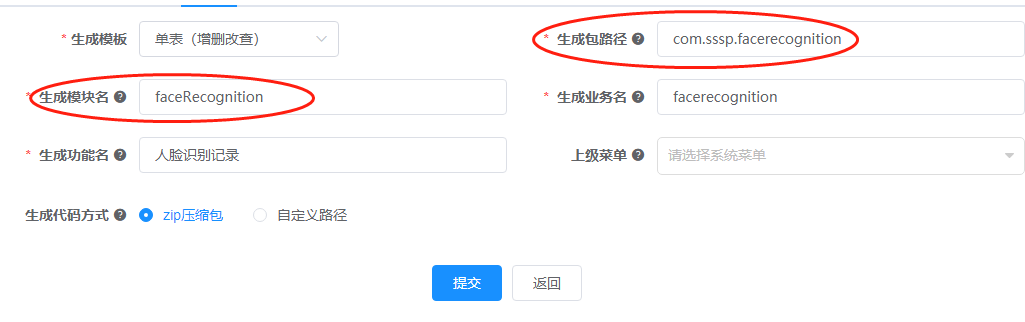 * 生成模板 单表（增删改查） * 生成包路径 com.sssp.facerecognition
* 生成模块名 faceRecognition * 生成业务名 facerecognition
* 生成功能名 人脸识别记录 上级菜单 请选择系统菜单
生成代码方式 zip压缩包 自定义路径
提交 返回